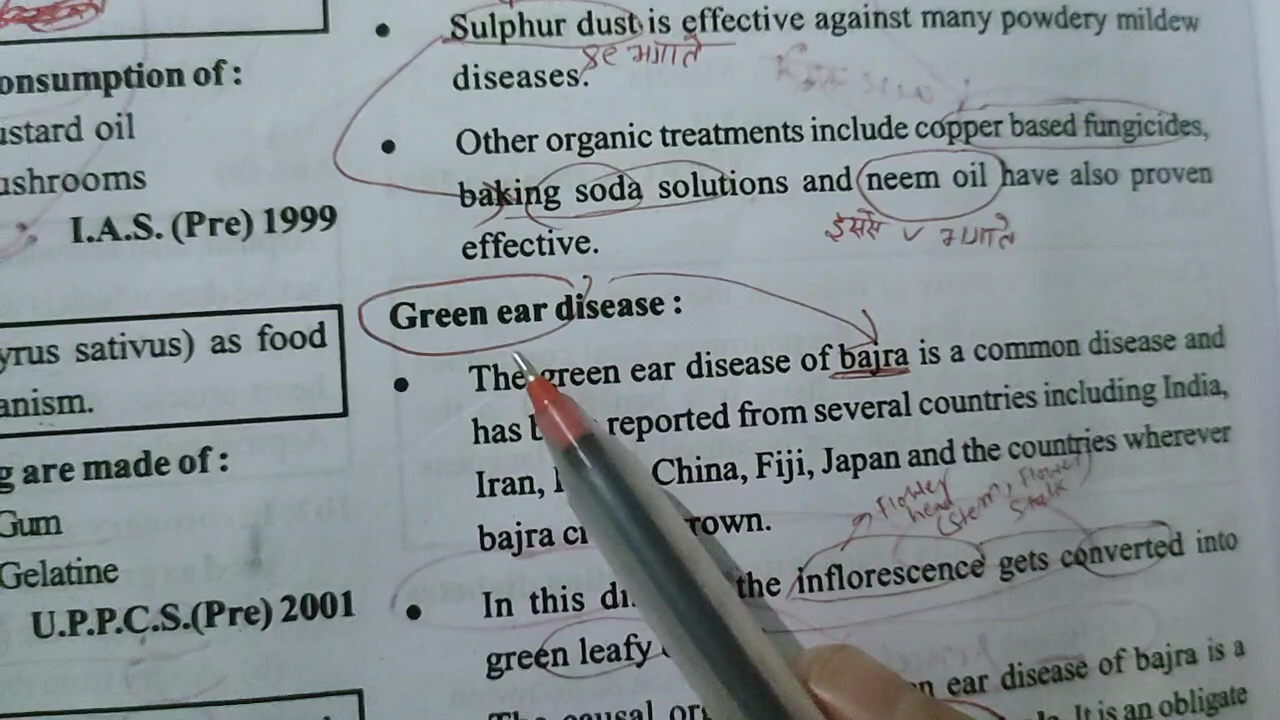 onsumption of :
ustard oil
ushrooms
I.A.S. (Pre) 1999
yrus sativus) as food
anism.
g are made of :
Gum
Gelatine
U.P.P.C.S.(Pre) 2001
• Sulphur dust is effective against many powdery mildew
से भगाते
diseases.
• Other organic treatments include copper based fungicides,
baking soda solutions and neem oil have also proven
इससे भगाते
effective.
Green ear disease :
• The green ear disease of bajra is a common disease and
has reported from several countries including India,
Iran, China, Fiji, Japan and the countries wherever
Flower
head
(stem, Flower)
Stalk
bajra rown.
• In this the inflorescence gets converted into
green leafy
ear disease of bajra is a
The causal It is an obligate